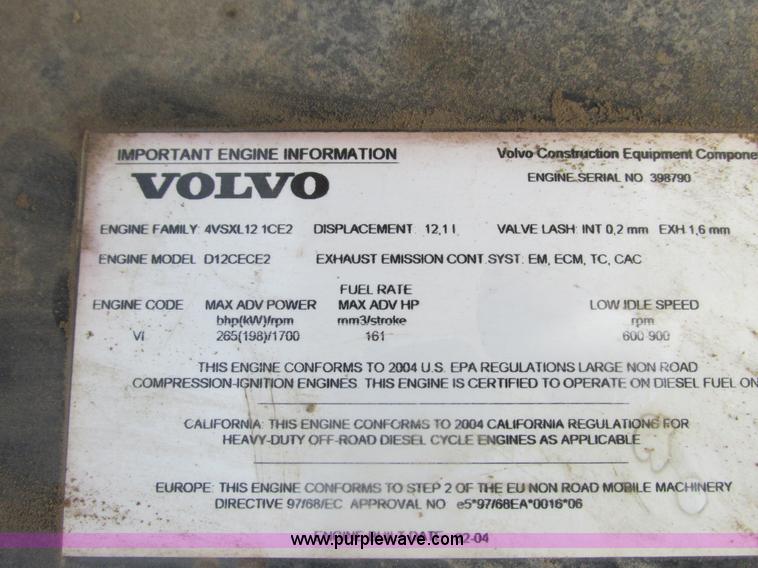 IMPORTANT ENGINE INFORMATION Volvo Construction Equipment
VOLVO ENGINE SERIAL NO 398790
ENGINE FAMILY: 4VSXL12 1CE2 DISPLACEMENT 12,1 l VALVE LASH: INT 0,2 mm EXH 1,6 mm
ENGINE MODEL D12CECE2 EXHAUST EMISSION CONT.SYST: EM, ECM, TC, CAC
FUEL RATE
ENGINE CODE MAX ADV POWER MAX ADV HP LOW IDLE SPEED
bhp(kW)/rpm mm3/stroke rpm
VI 265(198)/1700 161 600-900
THIS ENGINE CONFORMS TO 2004 U.S. EPA REGULATIONS LARGE NON ROAD
COMPRESSION-IGNITION ENGINES. THIS ENGINE IS CERTIFIED TO OPERATE ON DIESEL FUEL
CALIFORNIA: THIS ENGINE CONFORMS TO 2004 CALIFORNIA REGULATIONS FOR
HEAVY-DUTY OFF-ROAD DIESEL CYCLE ENGINES AS APPLICABLE
EUROPE: THIS ENGINE CONFORMS TO STEP 2 OF THE EU NON ROAD MOBILE MACHINERY
DIRECTIVE 97/68/EC APPROVAL NO e5*97/68EA*0016*06
www.purplewave.com